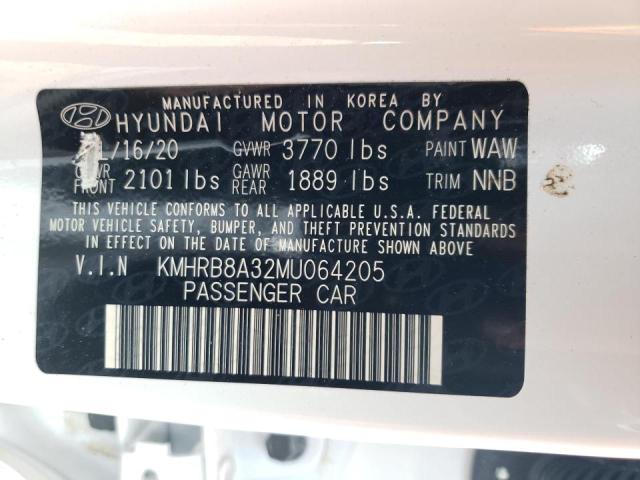 MANUFACTURED IN KOREA BY
HYUNDAI MOTOR COMPANY
/16/20 GVWR 3770 lbs PAINT WAW
FRONT 2101 lbs GAWR REAR 1889 lbs TRIM NNB
THIS VEHICLE CONFORMS TO ALL APPLICABLE U.S.A. FEDERAL
MOTOR VEHICLE SAFETY, BUMPER, AND THEFT PREVENTION STANDARDS
IN EFFECT ON THE DATE OF MANUFACTURE SHOWN ABOVE
V.I.N KMHRB8A32MU064205
PASSENGER CAR